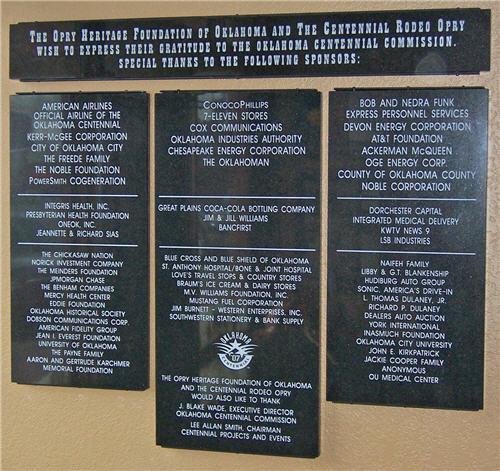 THE OPRY HERITAGE FOUNDATION OF OKLAHOMA AND THE CENTENNIAL RODEO OPRY
WISH TO EXPRESS THEIR GRATITUDE TO THE OKLAHOMA CENTENNIAL COMMISSION.
SPECIAL THANKS TO THE FOLLOWING SPONSORS:
AMERICAN AIRLINES
OFFICIAL AIRLINE OF THE
OKLAHOMA CENTENNIAL
KERR-MCGEE CORPORATION
CITY OF OKLAHOMA CITY
THE FREEDE FAMILY
THE NOBLE FOUNDATION
POWERSMITH COGENERATION
INTEGRIS HEALTH, INC.
PRESBYTERIAN HEALTH FOUNDATION
ONEOK, INC.
JEANNETTE & RICHARD SIAS
THE CHICKASAW NATION
NORICK INVESTMENT COMPANY
THE MEINDERS FOUNDATION
JPMORGAN CHASE
THE BENHAM COMPANIES
MERCY HEALTH CENTER
EDDIE FOUNDATION
OKLAHOMA HISTORICAL SOCIETY
DOBSON COMMUNICATIONS CORP.
AMERICAN FIDELITY GROUP
JEAN I. EVEREST FOUNDATION
UNIVERSITY OF OKLAHOMA
THE PAYNE FAMILY
AARON AND GERTRUDE KARCHMER
MEMORIAL FOUNDATION
CONOCOPHILLIPS
7-ELEVEN STORES
COX COMMUNICATIONS
OKLAHOMA INDUSTRIES AUTHORITY
CHESAPEAKE ENERGY CORPORATION
THE OKLAHOMAN
GREAT PLAINS COCA-COLA BOTTLING COMPANY
JIM & JILL WILLIAMS
BANCFIRST
BLUE CROSS AND BLUE SHIELD OF OKLAHOMA
ST. ANTHONY HOSPITAL/BONE & JOINT HOSPITAL
LOVE'S TRAVEL STOPS & COUNTRY STORES
BRAUM'S ICE CREAM & DAIRY STORES
M.V. WILLIAMS FOUNDATION, INC.
MUSTANG FUEL CORPORATION
JIM BURNETT - WESTERN ENTERPRISES, INC.
SOUTHWESTERN STATIONERY & BANK SUPPLY
OKLAHOMA
'07
CENTENNIAL
THE OPRY HERITAGE FOUNDATION OF OKLAHOMA
AND THE CENTENNIAL RODEO OPRY
WOULD ALSO LIKE TO THANK
J. BLAKE WADE, EXECUTIVE DIRECTOR
OKLAHOMA CENTENNIAL COMMISSION
LEE ALLAN SMITH, CHAIRMAN
CENTENNIAL PROJECTS AND EVENTS
BOB AND NEDRA FUNK
EXPRESS PERSONNEL SERVICES
DEVON ENERGY CORPORATION
AT&T FOUNDATION
ACKERMAN MCQUEEN
OGE ENERGY CORP.
COUNTY OF OKLAHOMA COUNTY
NOBLE CORPORATION
DORCHESTER CAPITAL
INTEGRATED MEDICAL DELIVERY
KWTV NEWS 9
LSB INDUSTRIES
NAIFEH FAMILY
LIBBY & G.T. BLANKENSHIP
HUDIBURG AUTO GROUP
SONIC, AMERICA'S DRIVE-IN
L. THOMAS DULANEY, JR.
RICHARD P. DULANEY
DEALERS AUTO AUCTION
YORK INTERNATIONAL
INASMUCH FOUNDATION
OKLAHOMA CITY UNIVERSITY
JOHN E. KIRKPATRICK
JACKIE COOPER FAMILY
ANONYMOUS
OU MEDICAL CENTER